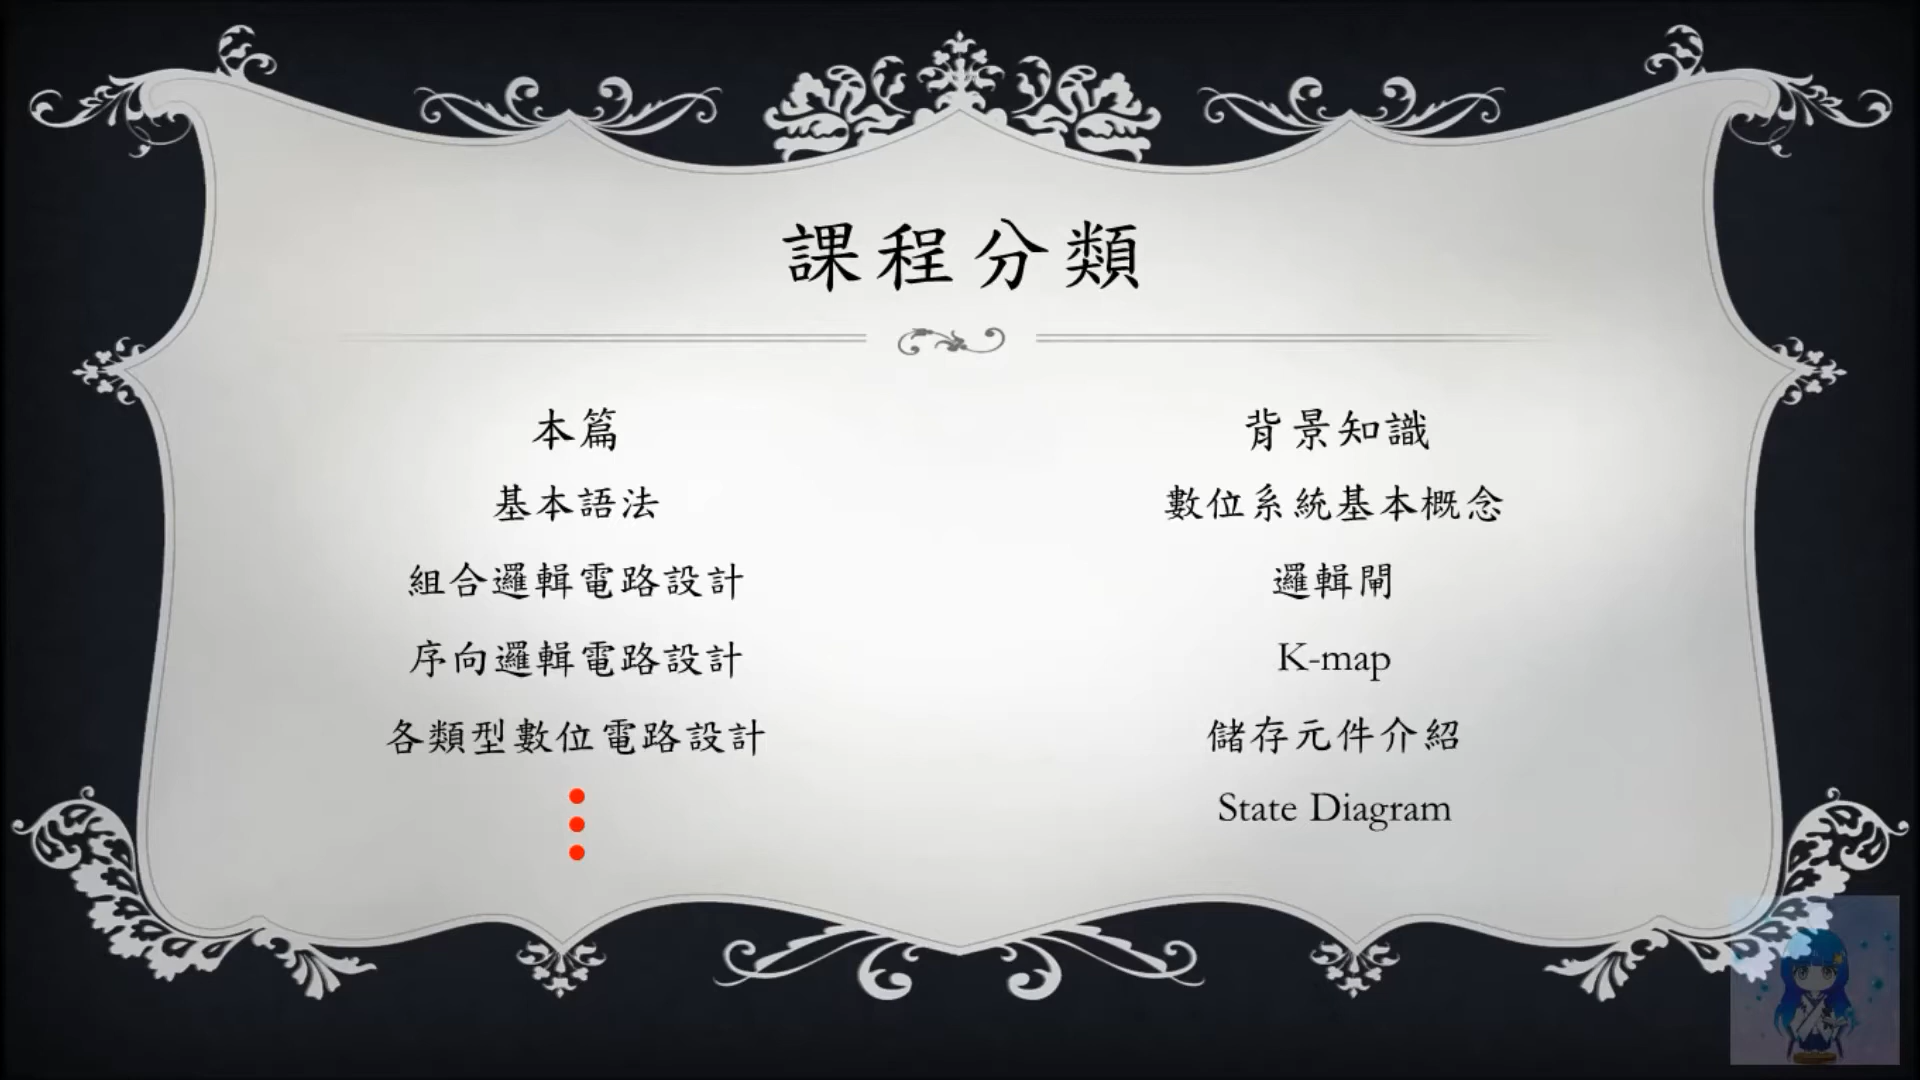 課程分類
本篇
基本語法
組合邏輯電路設計
序向邏輯電路設計
各類型數位電路設計
背景知識
數位系統基本概念
邏輯閘
K-map
儲存元件介紹
State Diagram